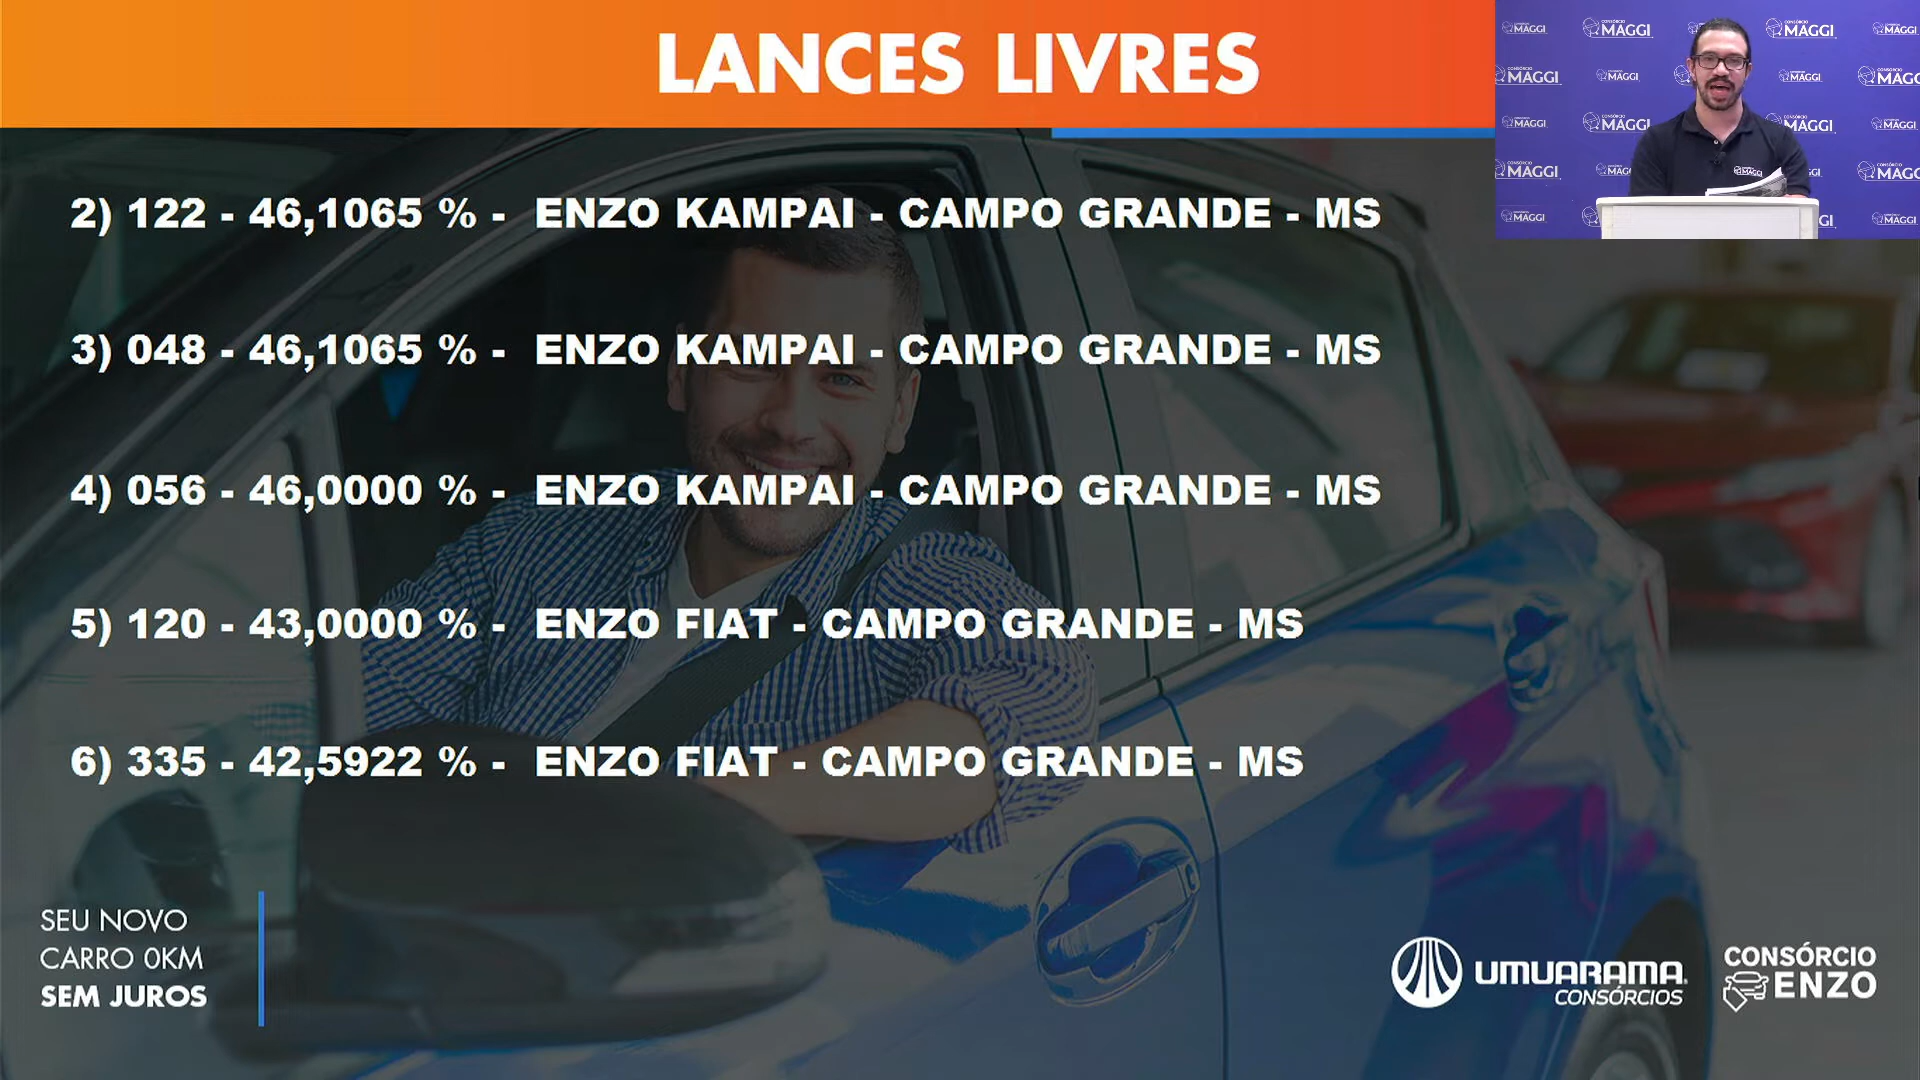 LANCES LIVRES
2) 122 - 46,1065 % - ENZO KAMPAI - CAMPO GRANDE - MS
3) 048 - 46,1065 % - ENZO KAMPAI - CAMPO GRANDE - MS
4) 056 - 46,0000 % - ENZO KAMPAI - CAMPO GRANDE - MS
5) 120 - 43,0000 % - ENZO FIAT - CAMPO GRANDE - MS
6) 335 - 42,5922 % - ENZO FIAT - CAMPO GRANDE - MS
SEU NOVO
CARRO 0KM
SEM JUROS
UMUARAMA
CONSÓRCIOS
CONSÓRCIO
ENZO
CONSÓRCIO
MAGGI